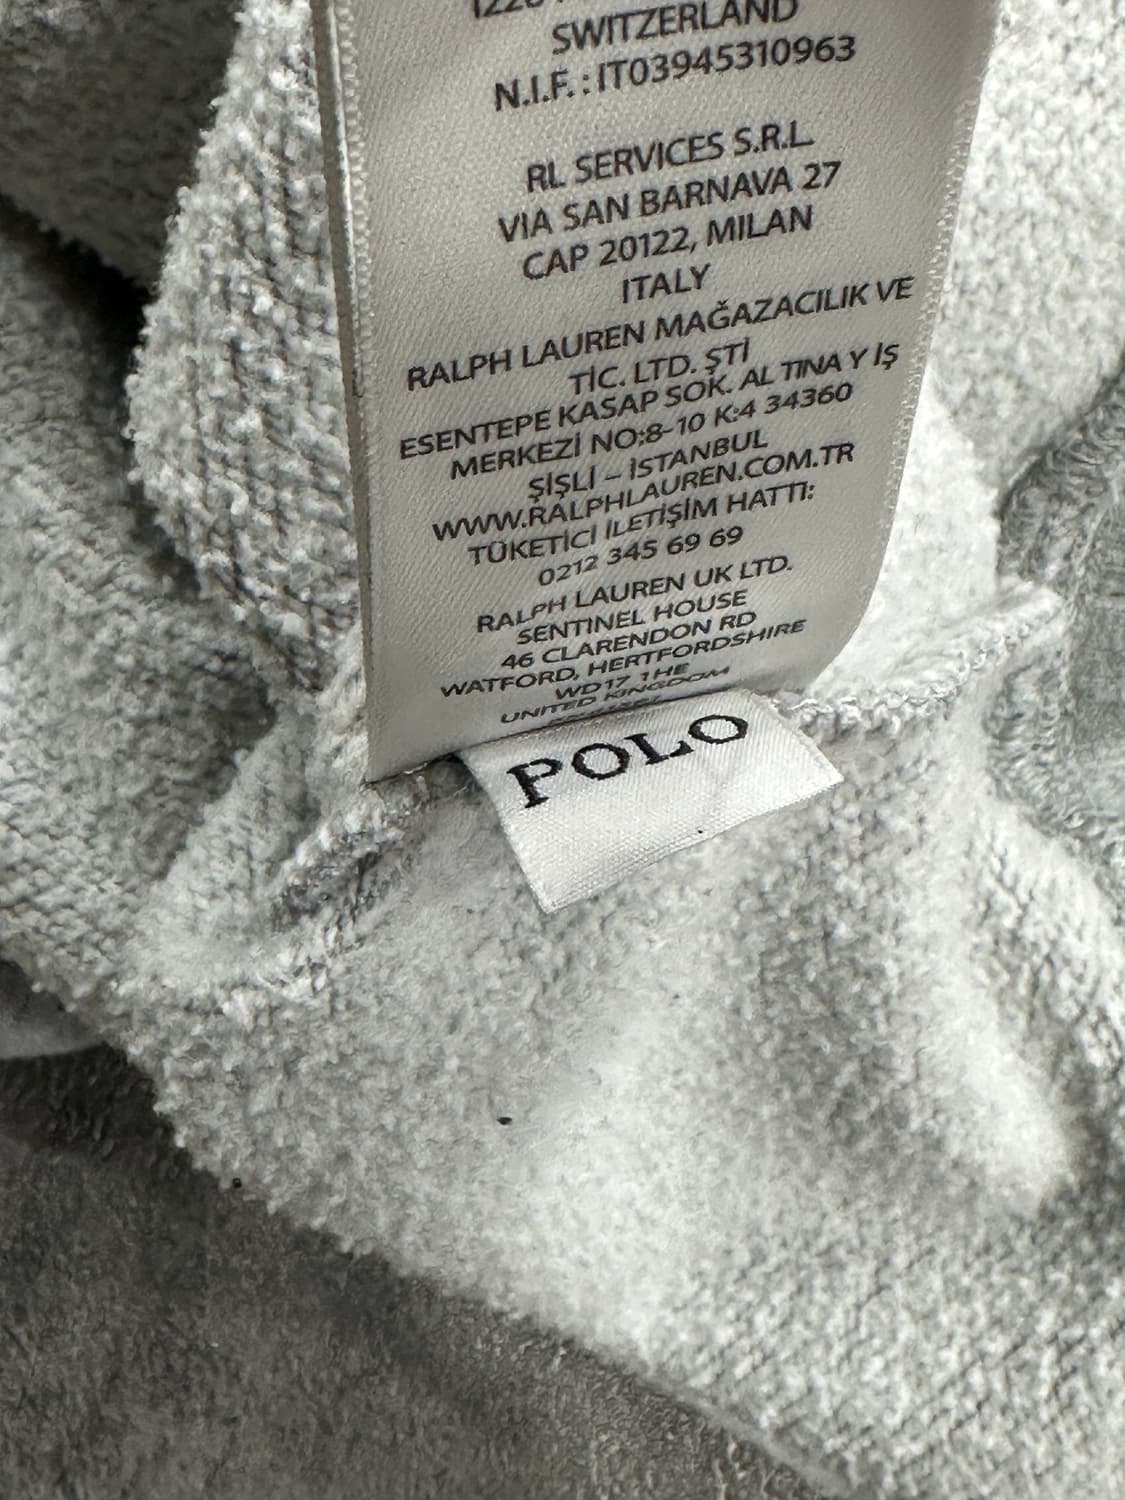 SWITZERLAND
N.I.F. : IT03945310963
RL SERVICES S.R.L.
VIA SAN BARNAVA 27
CAP 20122, MILAN
ITALY
RALPH LAUREN MAĞAZACILIK VE
TİC. LTD. ŞTİ
ESENTEPE KASAP SOK. AL TINA Y İŞ
MERKEZİ NO:8-10 K:4 34360
ŞİŞLİ – İSTANBUL
WWW.RALPHLAUREN.COM.TR
TÜKETİCİ İLETİŞİM HATTI:
0212 345 69 69
RALPH LAUREN UK LTD.
SENTINEL HOUSE
46 CLARENDON RD
WATFORD, HERTFORDSHIRE
WD17 1HE
UNITED KINGDOM
POLO